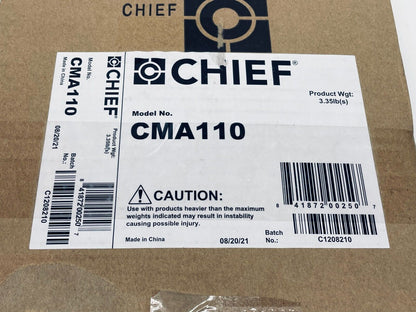 CHIEF
CHIEF®
Product Wgt:
3.35lb(s)
Model No.
CMA110
CAUTION:
Use with products heavier than the maximum
weights indicated may result in instability
causing possible injury.
Made in China
08/20/21
Batch
No.:
C1208210
8 41872 00250 7
CHIEF®
Model No.
CMA110
Made in China
Product Wgt:
3.35lb(s)
08/20/21
Batch
No.:
C1208210
8 41872 00250 7